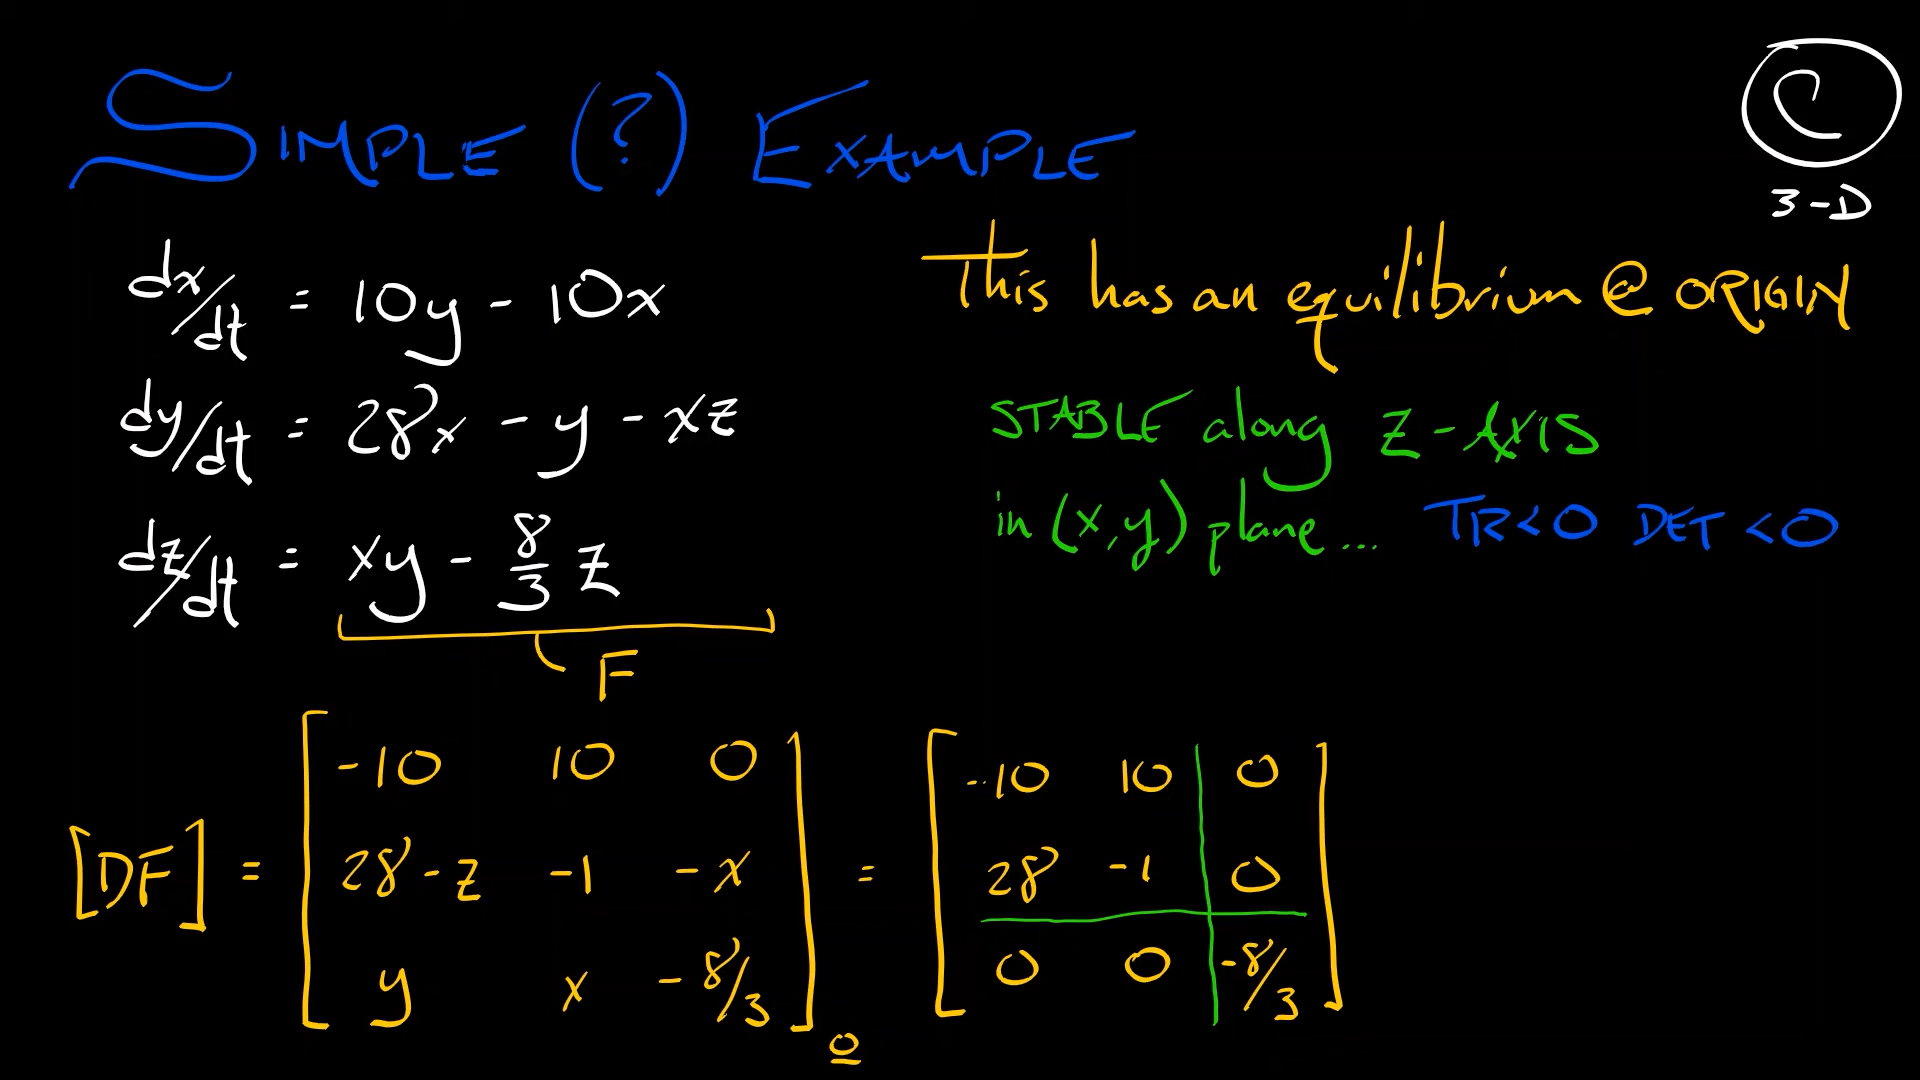 SIMPLE (?) EXAMPLE
C
3-D
dx/dt = 10y - 10x
This has an equilibrium @ ORIGIN
dy/dt = 28x - y - xz
STABLE along Z-AXIS
in (x,y) plane... TR<0 DET<0
dz/dt = xy - 8/3 z
F
[DF] = [ -10 10 0 ] = [ -10 10 0 ]
[ 28-z -1 -x ] [ 28 -1 0 ]
[ y x -8/3 ] [ 0 0 -8/3 ]
0